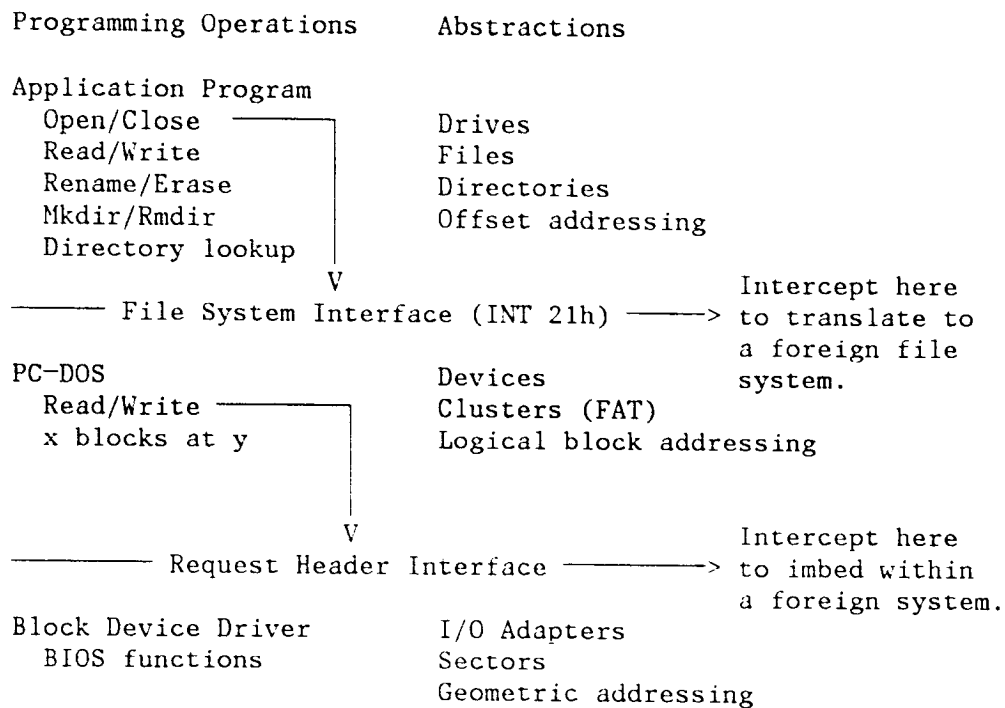 Programming Operations    Abstractions
Application Program
Open/Close    Drives
Read/Write    Files
Rename/Erase    Directories
Mkdir/Rmdir    Offset addressing
Directory lookup
V
Intercept here
File System Interface (INT 21h) > to translate to
a foreign file
PC-DOS    Devices    system.
Read/Write    Clusters (FAT)
x blocks at y    Logical block addressing
V
Intercept here
Request Header Interface > to imbed within
a foreign system.
Block Device Driver    I/O Adapters
BIOS functions    Sectors
Geometric addressing